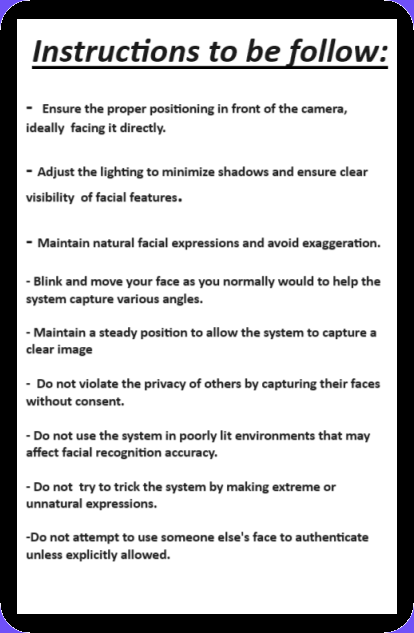 Instructions to be follow:
- Ensure the proper positioning in front of the camera,
ideally facing it directly.
- Adjust the lighting to minimize shadows and ensure clear
visibility of facial features.
- Maintain natural facial expressions and avoid exaggeration.
- Blink and move your face as you normally would to help the
system capture various angles.
- Maintain a steady position to allow the system to capture a
clear image
- Do not violate the privacy of others by capturing their faces
without consent.
- Do not use the system in poorly lit environments that may
affect facial recognition accuracy.
- Do not try to trick the system by making extreme or
unnatural expressions.
-Do not attempt to use someone else's face to authenticate
unless explicitly allowed.